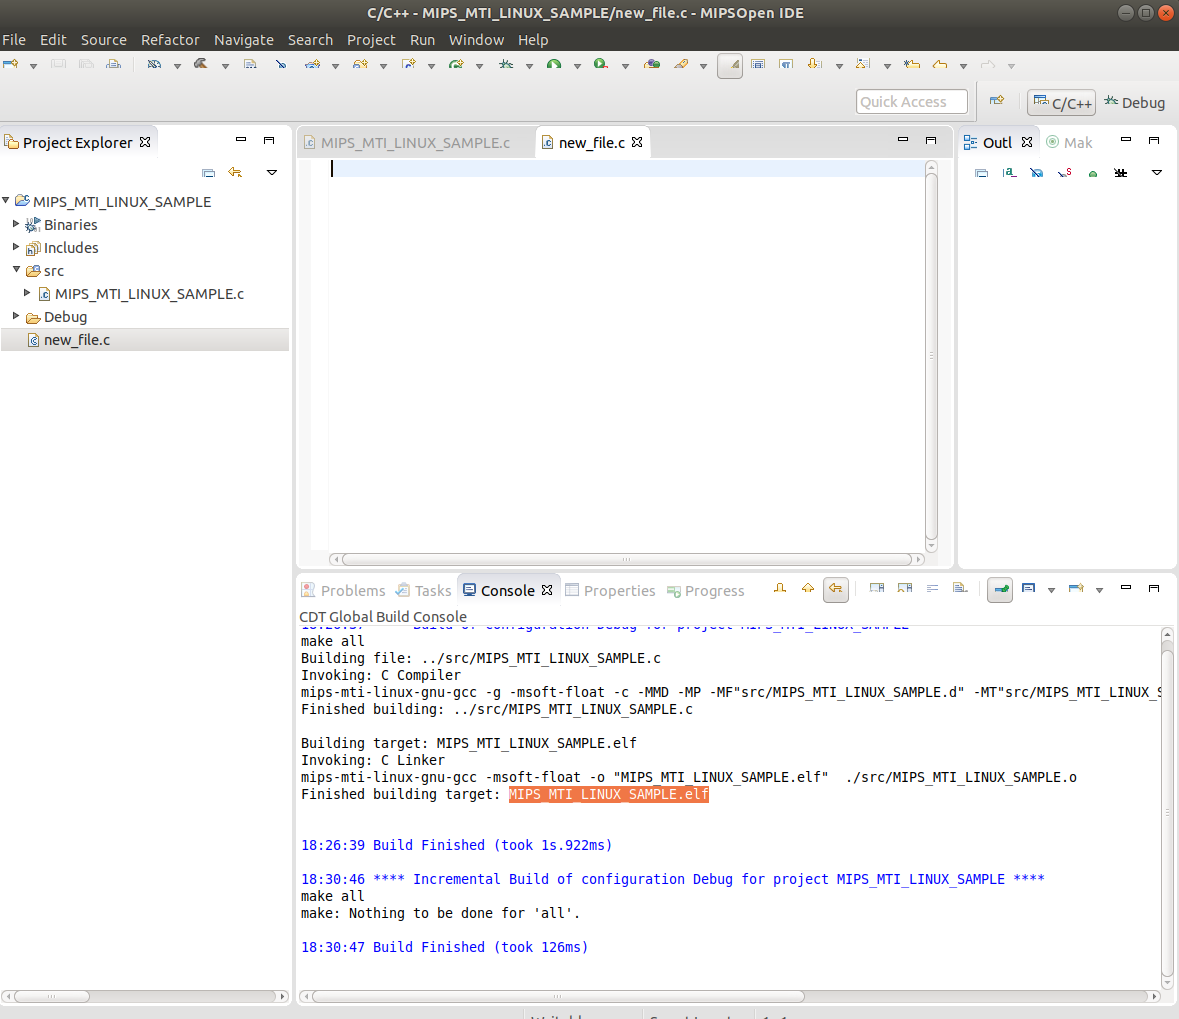 C/C++ - MIPS_MTI_LINUX_SAMPLE/new_file.c - MIPSOpen IDE
File Edit Source Refactor Navigate Search Project Run Window Help
Quick Access
C/C++
Debug
Project Explorer
MIPS_MTI_LINUX_SAMPLE
Binaries
Includes
src
MIPS_MTI_LINUX_SAMPLE.c
Debug
new_file.c
MIPS_MTI_LINUX_SAMPLE.c
new_file.c
Outl
Mak
Problems Tasks Console Properties Progress
CDT Global Build Console
make all
Building file: ../src/MIPS_MTI_LINUX_SAMPLE.c
Invoking: C Compiler
mips-mti-linux-gnu-gcc -g -msoft-float -c -MMD -MP -MF"src/MIPS_MTI_LINUX_SAMPLE.d" -MT"src/MIPS_MTI_LINUX_S
Finished building: ../src/MIPS_MTI_LINUX_SAMPLE.c
Building target: MIPS_MTI_LINUX_SAMPLE.elf
Invoking: C Linker
mips-mti-linux-gnu-gcc -msoft-float -o "MIPS_MTI_LINUX_SAMPLE.elf"  ./src/MIPS_MTI_LINUX_SAMPLE.o
Finished building target: MIPS_MTI_LINUX_SAMPLE.elf
18:26:39 Build Finished (took 1s.922ms)
18:30:46 **** Incremental Build of configuration Debug for project MIPS_MTI_LINUX_SAMPLE ****
make all
make: Nothing to be done for 'all'.
18:30:47 Build Finished (took 126ms)